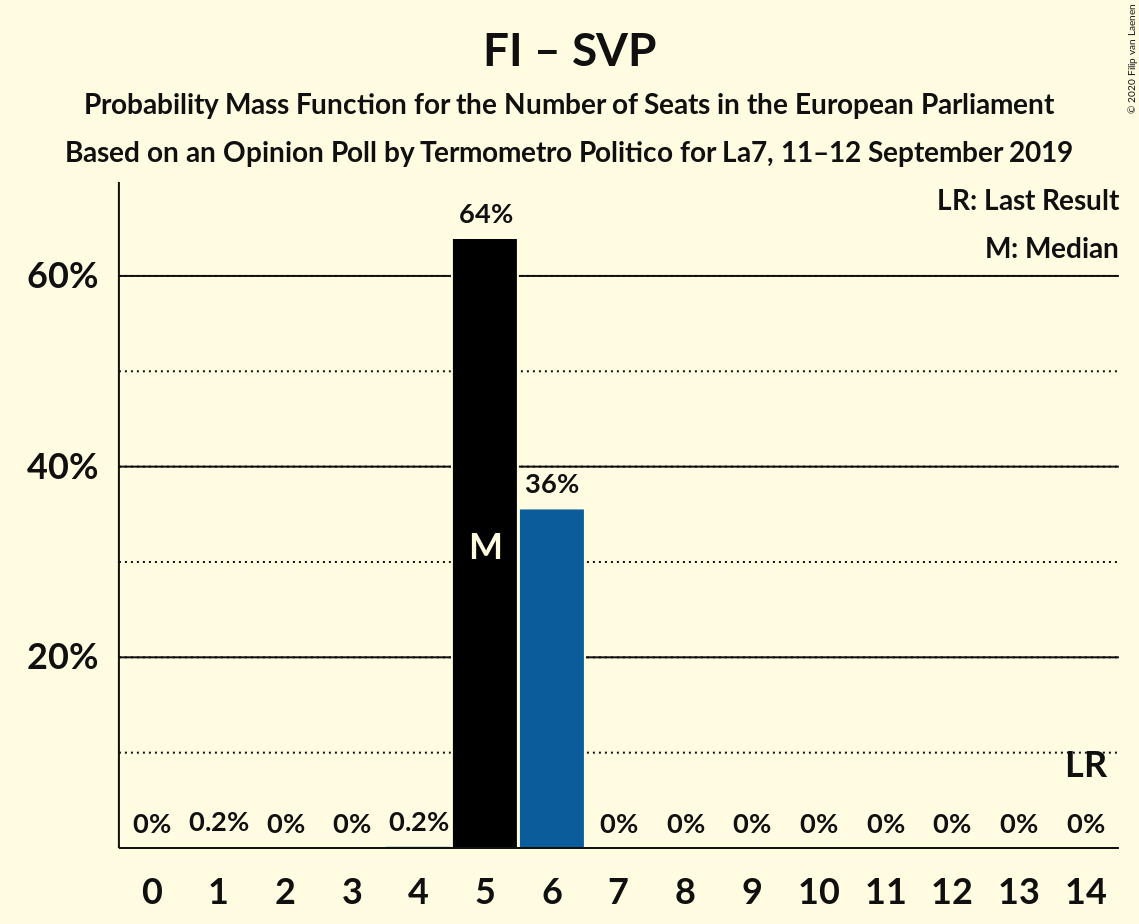 FI – SVP
Probability Mass Function for the Number of Seats in the European Parliament
Based on an Opinion Poll by Termometro Politico for La7, 11–12 September 2019
© 2020 Filip van Laenen
LR: Last Result
M: Median
64%
60%
40%
36%
M
20%
LR
0% 0.2% 0% 0% 0.2% 0% 0% 0% 0% 0% 0% 0% 0%
0 1 2 3 4 5 6 7 8 9 10 11 12 13 14